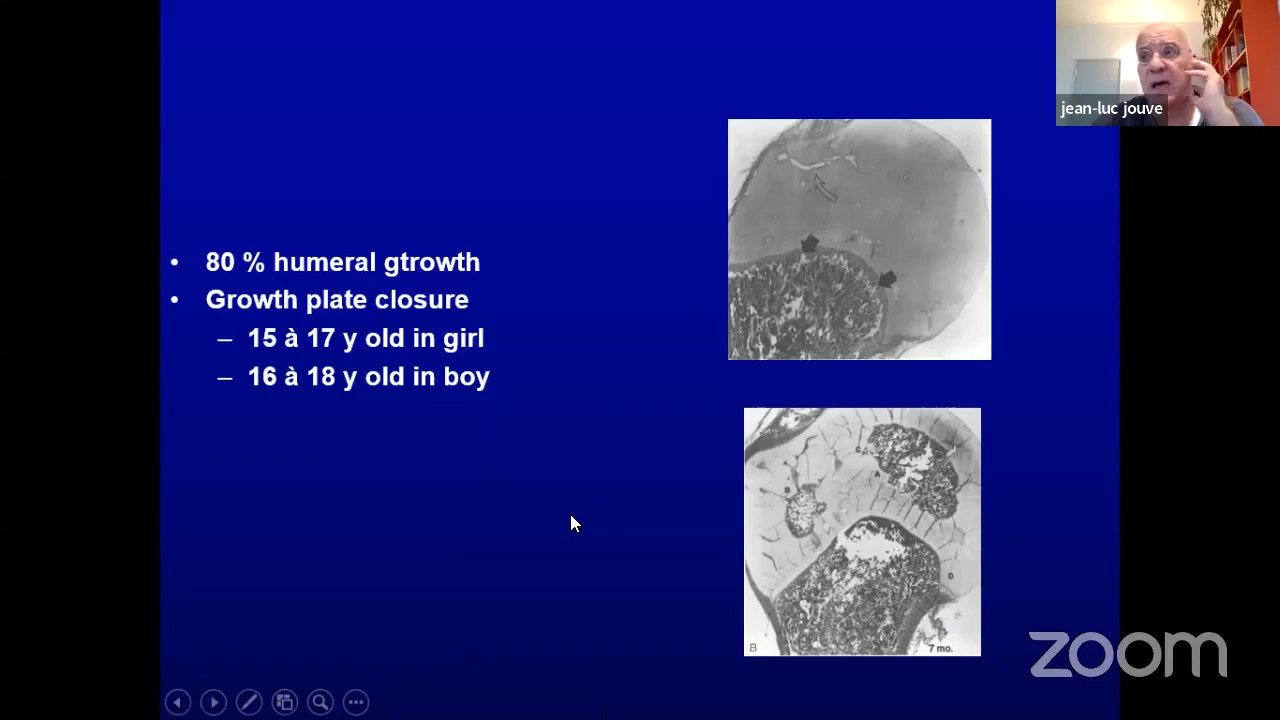 jean-luc jouve
• 80 % humeral gtrowth
• Growth plate closure
– 15 à 17 y old in girl
– 16 à 18 y old in boy
C
A
B
D
B
7 mo.
zoom